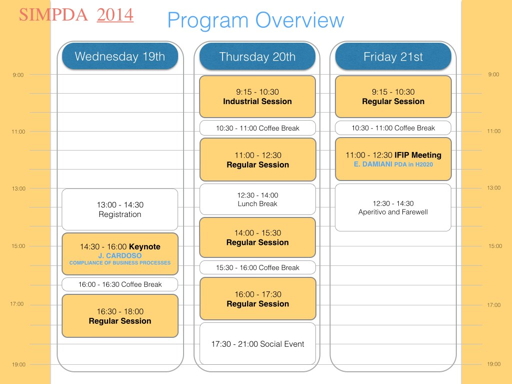 SIMPDA 2014
Program Overview
Wednesday 19th
Thursday 20th
Friday 21st
9:00
11:00
13:00
15:00
17:00
19:00
13:00 - 14:30
Registration
14:30 - 16:00 Keynote
J. CARDOSO
COMPLIANCE OF BUSINESS PROCESSES
16:00 - 16:30 Coffee Break
16:30 - 18:00
Regular Session
9:15 - 10:30
Industrial Session
10:30 - 11:00 Coffee Break
11:00 - 12:30
Regular Session
12:30 - 14:00
Lunch Break
14:00 - 15:30
Regular Session
15:30 - 16:00 Coffee Break
16:00 - 17:30
Regular Session
17:30 - 21:00 Social Event
9:15 - 10:30
Regular Session
10:30 - 11:00 Coffee Break
11:00 - 12:30 IFIP Meeting
E. DAMIANI PDA in H2020
12:30 - 14:30
Aperitivo and Farewell
9:00
11:00
13:00
15:00
17:00
19:00